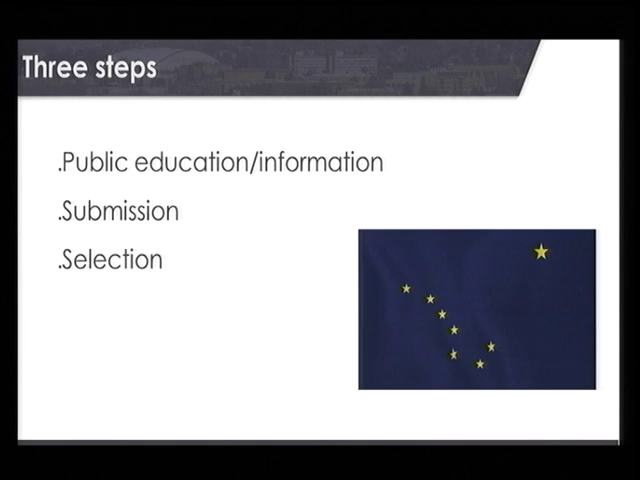 Three steps
.Public education/information
.Submission
.Selection